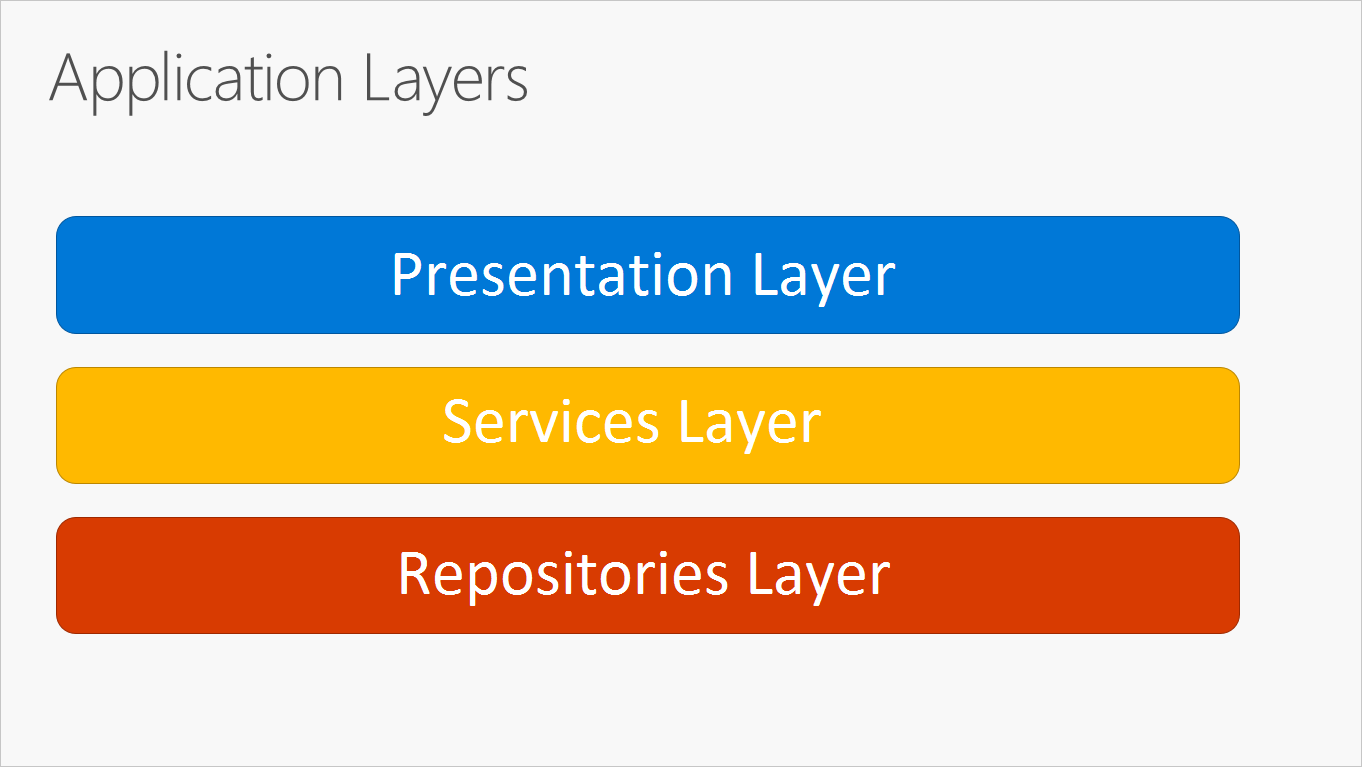 Application Layers
Presentation Layer
Services Layer
Repositories Layer